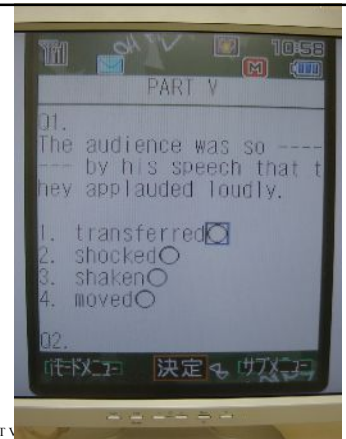 10:58
M
PART V
Q1.
The audience was so ----
--- by his speech that t
hey applauded loudly.
1. transferred
2. shocked
3. shaken
4. moved
Q2.
iモードメニュー 決定 サブメニュー